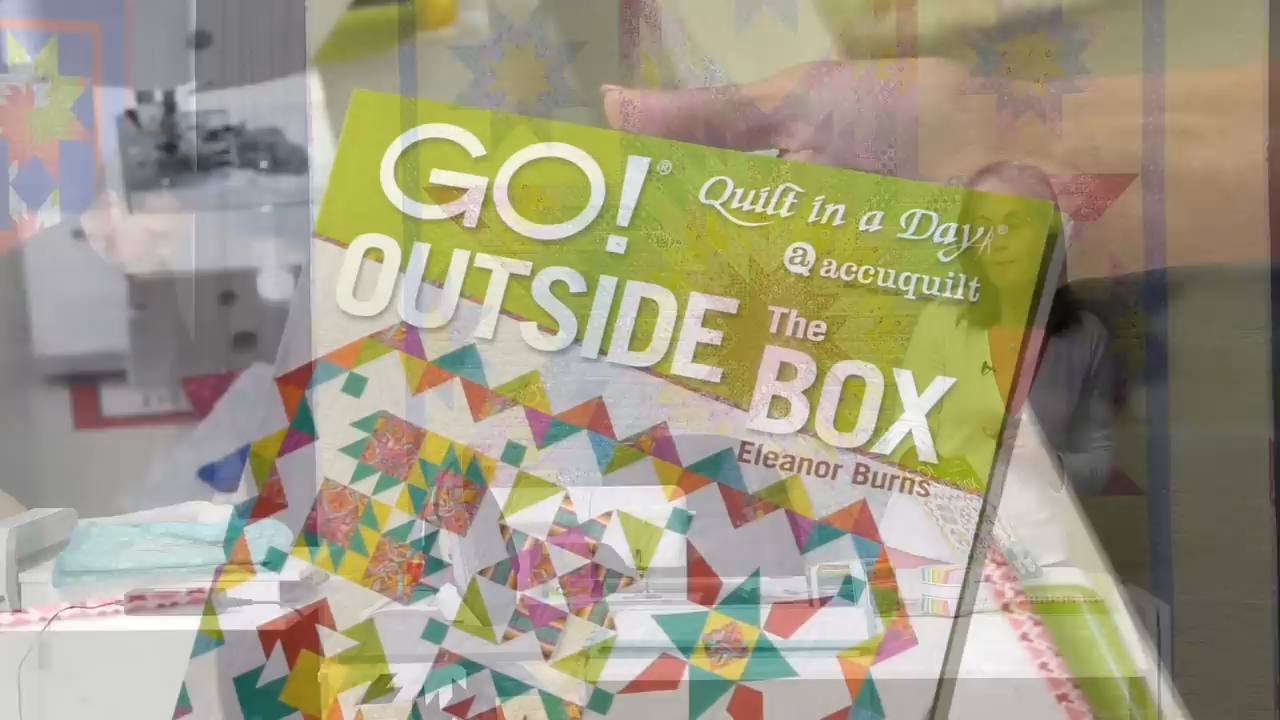 GO!®
Quilt in a Day®
accuquilt
OUTSIDE The BOX
Eleanor Burns